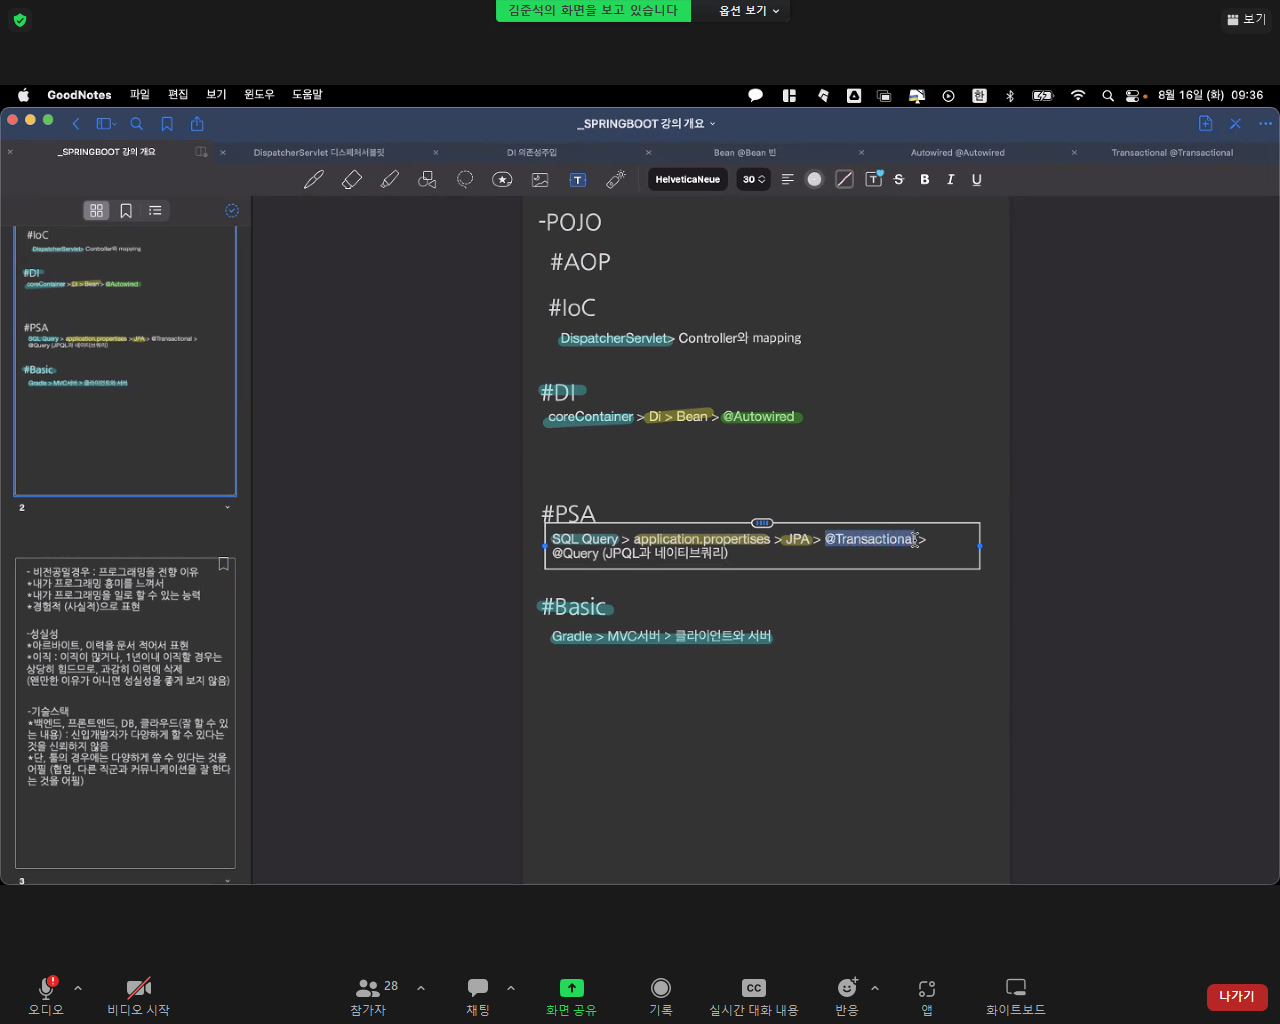 김준석의 화면을 보고 있습니다
옵션 보기
보기
GoodNotes 파일 편집 보기 윈도우 도움말
한
8월 16일 (화) 09:36
_SPRINGBOOT 강의 개요
_SPRINGBOOT 강의 개요
DispatcherServlet 디스패처서블릿
DI 의존성주입
Bean @Bean 빈
Autowired @Autowired
Transactional @Transactional
HelveticaNeue
30
B I U
#IoC
DispatcherServlet> Controller와 mapping
#DI
coreContainer > Di > Bean > @Autowired
#PSA
SQL Query > application.propertises > JPA > @Transactional >
@Query (JPQL과 네이티브쿼리)
#Basic
Gradle > MVC서버 > 클라이언트와 서버
2
- 비전공일경우 : 프로그래밍을 전향 이유
*내가 프로그래밍 흥미를 느껴서
*내가 프로그래밍을 일로 할 수 있는 능력
*경험적 (사실적)으로 표현
-성실성
*아르바이트, 이력을 문서 적어서 표현
*이직 : 이직이 많거나, 1년이내 이직할 경우는
상당히 힘드므로, 과감히 이력에 삭제
(왠만한 이유가 아니면 성실성을 좋게 보지 않음)
-기술스택
*백엔드, 프론트엔드, DB, 클라우드(잘 할 수 있
는 내용) : 신입개발자가 다양하게 할 수 있다는
것을 신뢰하지 않음
*단, 툴의 경우에는 다양하게 쓸 수 있다는 것을
어필 (협업, 다른 직군과 커뮤니케이션을 잘 한다
는 것을 어필)
3
-POJO
#AOP
#IoC
DispatcherServlet> Controller와 mapping
#DI
coreContainer > Di > Bean > @Autowired
#PSA
SQL Query > application.propertises > JPA > @Transactional >
@Query (JPQL과 네이티브쿼리)
#Basic
Gradle > MVC서버 > 클라이언트와 서버
오디오
비디오 시작
28
참가자
채팅
화면 공유
기록
CC
실시간 대화 내용
반응
앱
화이트보드
나가기